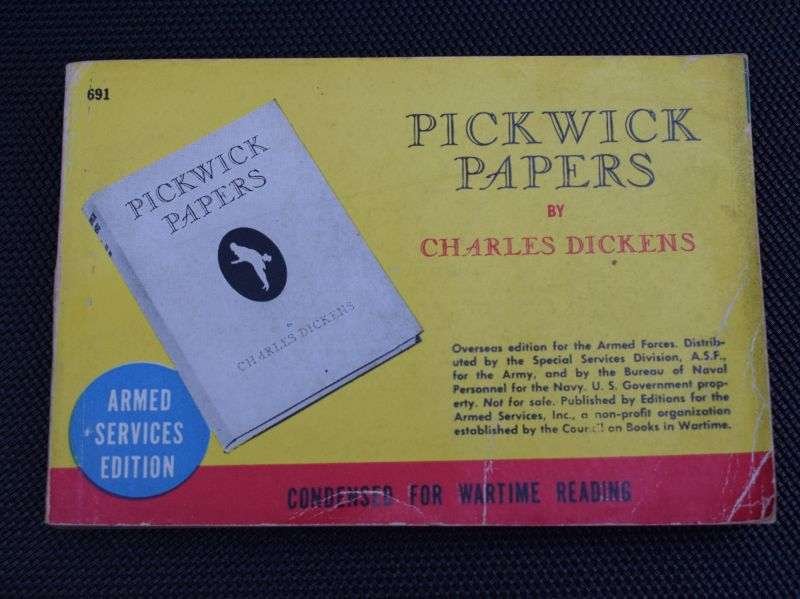 691
PICKWICK
PAPERS
BY
CHARLES DICKENS
PICKWICK
PAPERS
CHARLES DICKENS
Overseas edition for the Armed Forces. Distrib-
uted by the Special Services Division, A.S.F.,
for the Army, and by the Bureau of Naval
Personnel for the Navy. U. S. Government prop-
erty. Not for sale. Published by Editions for the
Armed Services, Inc., a non-profit organization
established by the Council on Books in Wartime.
ARMED
SERVICES
EDITION
CONDENSED FOR WARTIME READING